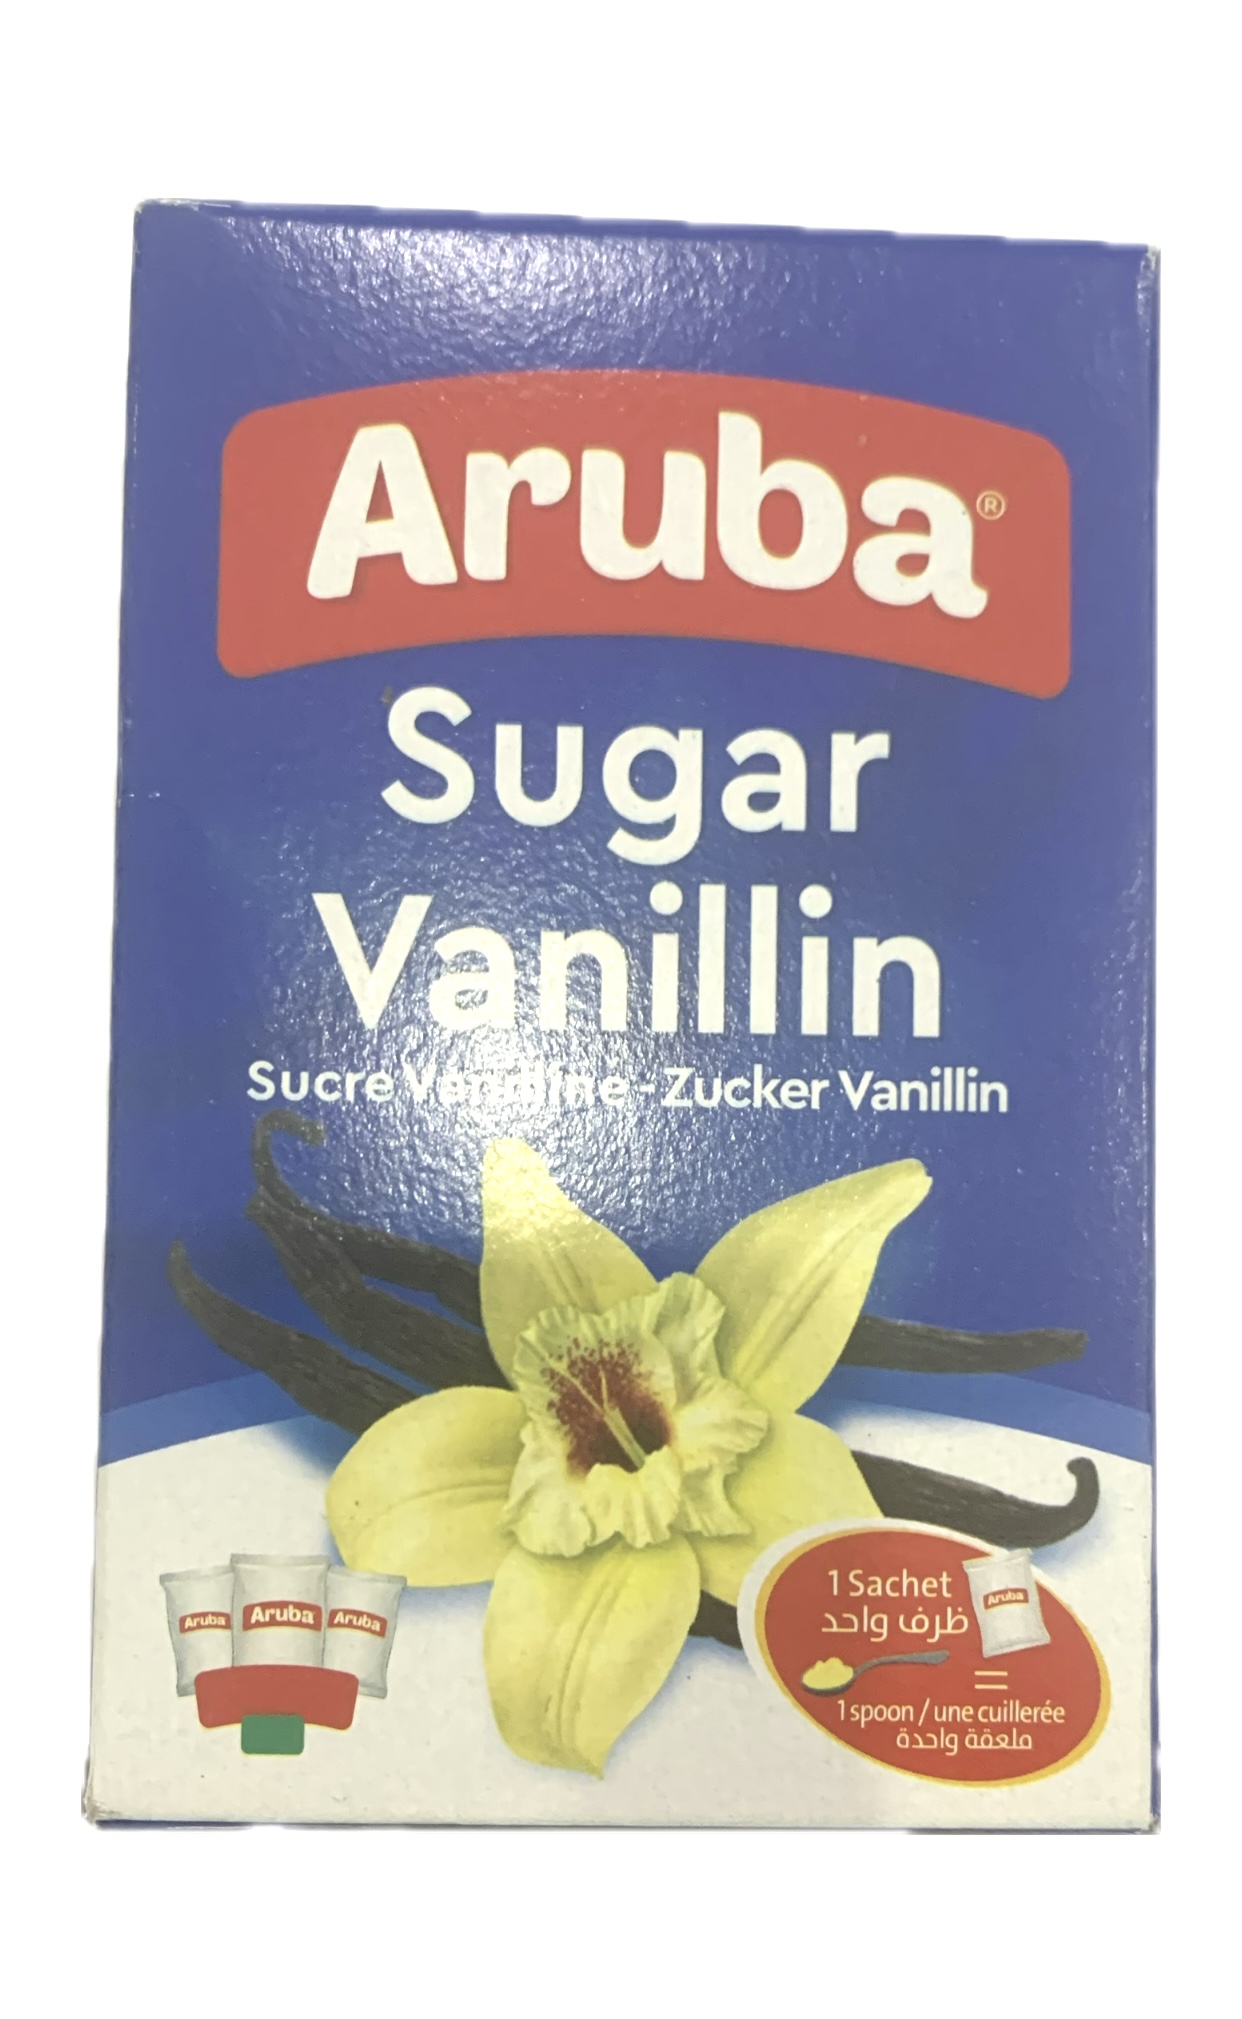 Aruba®
Sugar
Vanillin
Sucre Vanilline - Zucker Vanillin
Aruba
Aruba
Aruba
1 Sachet
ظرف واحد
Aruba
=
1 spoon / une cuillerée
ملعقة واحدة